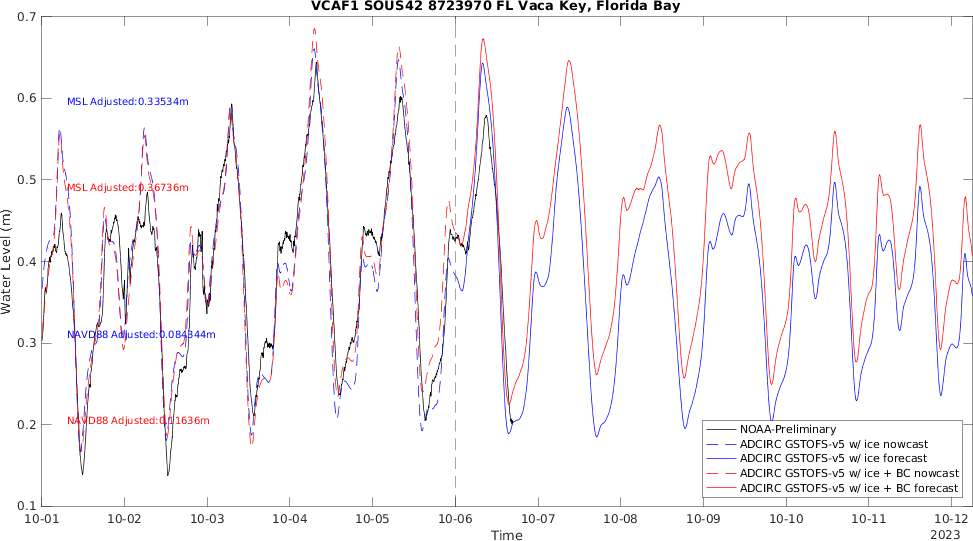 VCAF1 SOUS42 8723970 FL Vaca Key, Florida Bay
Water Level (m)
0.7
0.6
0.5
0.4
0.3
0.2
0.1
MSL Adjusted:0.33534m
MSL Adjusted:0.36736m
NAVD88 Adjusted:0.084344m
NAVD88 Adjusted:0.11636m
NOAA-Preliminary
ADCIRC GSTOFS-v5 w/ ice nowcast
ADCIRC GSTOFS-v5 w/ ice forecast
ADCIRC GSTOFS-v5 w/ ice + BC nowcast
ADCIRC GSTOFS-v5 w/ ice + BC forecast
10-01 10-02 10-03 10-04 10-05 10-06 10-07 10-08 10-09 10-10 10-11 10-12
2023
Time